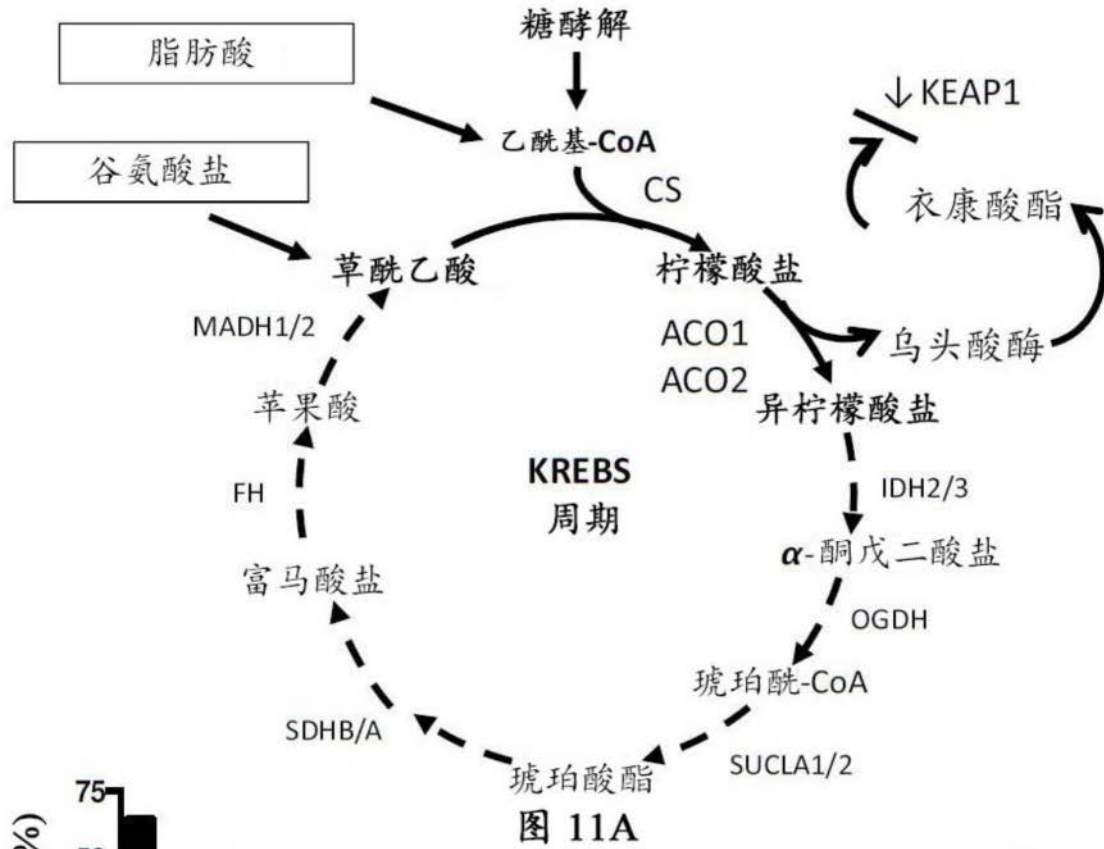 糖酵解
脂肪酸
↓ KEAP1
乙酰基-CoA
谷氨酸盐
CS
衣康酸酯
草酰乙酸
柠檬酸盐
MADH1/2
ACO1
乌头酸酶
ACO2
苹果酸
异柠檬酸盐
KREBS
周期
FH
IDH2/3
α-酮戊二酸盐
富马酸盐
OGDH
琥珀酰-CoA
SDHB/A
SUCLA1/2
琥珀酸酯
75
图 11A
%)